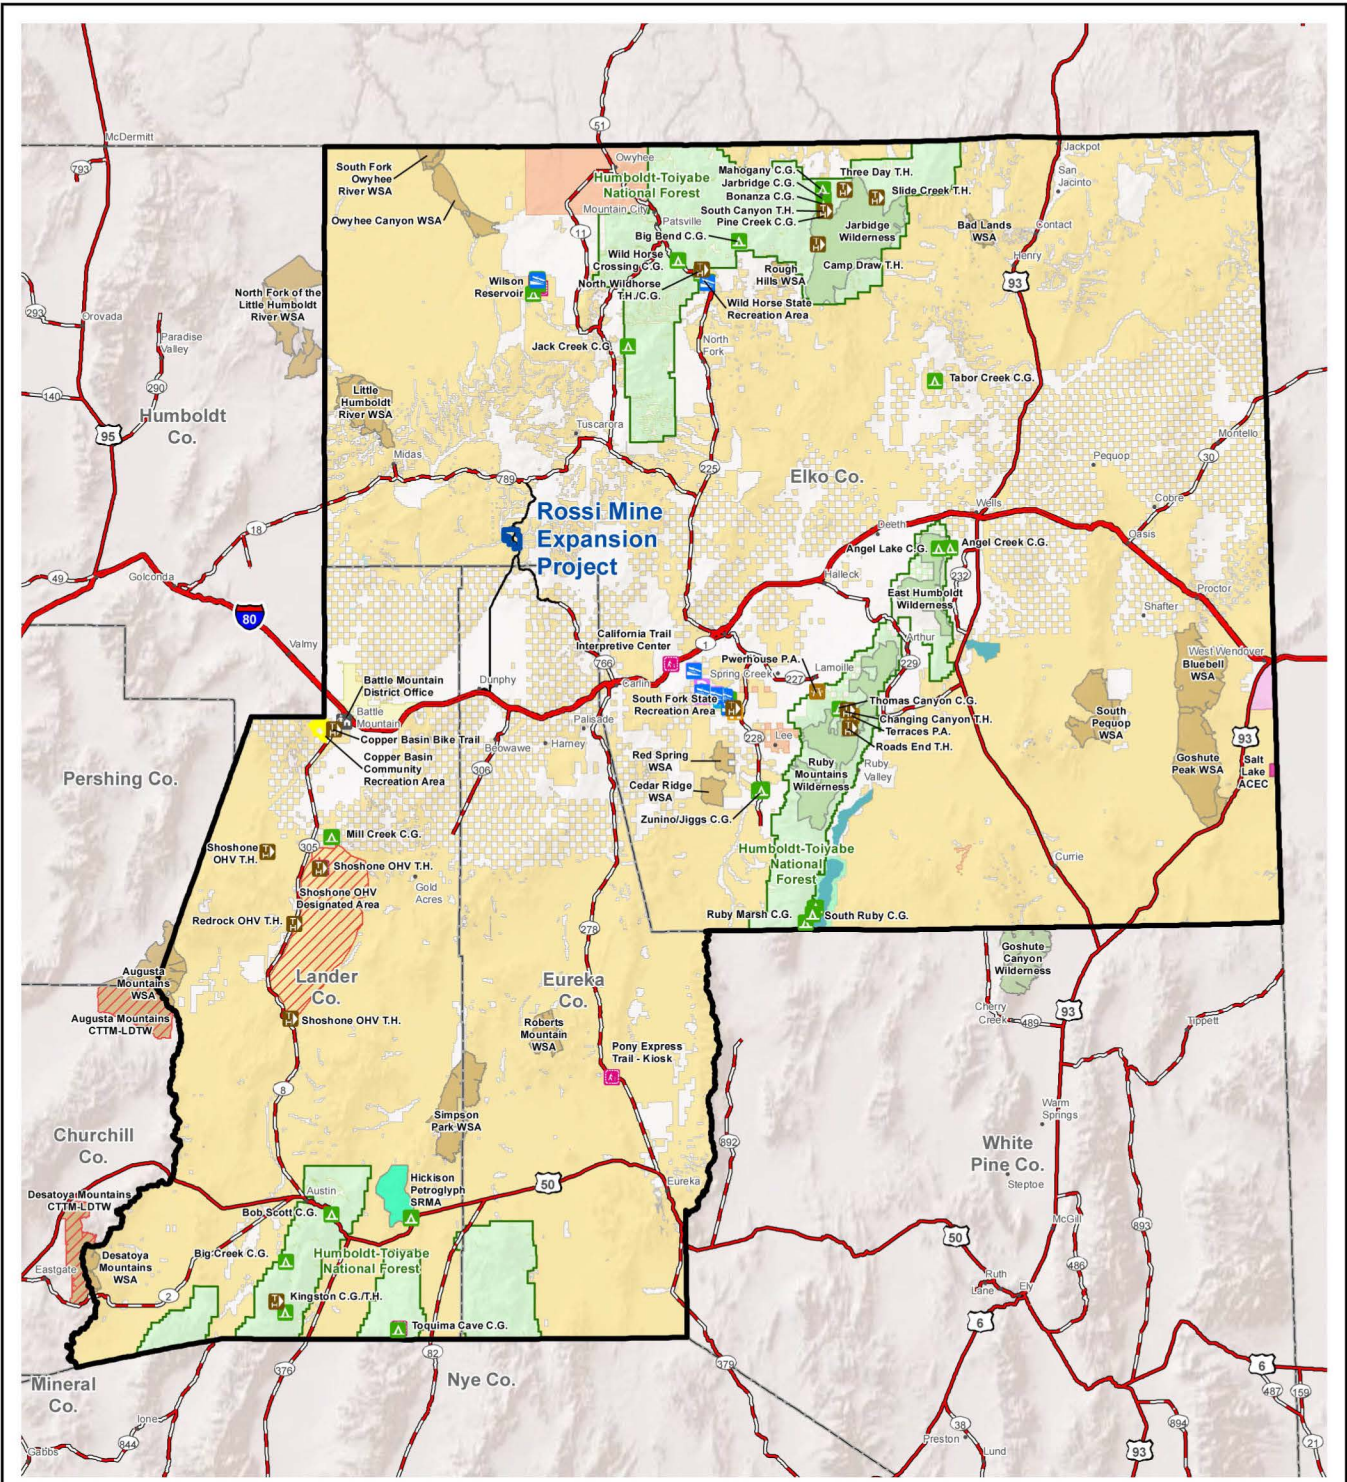 McDermitt
793
51
Owyhee
Jackpot
San
Jacinto
South Fork
Owyhee
River WSA
Owyhee Canyon WSA
Humboldt-Toiyabe
National Forest
Mountain City
Patsville
11
Mahogany C.G.
Jarbridge C.G.
Bonanza C.G.
South Canyon T.H.
Pine Creek C.G.
Three Day T.H.
Slide Creek T.H.
Jarbidge
Wilderness
Camp Draw T.H.
Big Bend C.G.
Wild Horse
Crossing C.G.
North Wildhorse
T.H./C.G.
Rough
Hills WSA
Wild Horse State
Recreation Area
Bad Lands
WSA
Contact
Henry
93
North Fork of the
Little Humboldt
River WSA
Wilson
Reservoir
293
Orovada
Paradise
Valley
290
140
95
Humboldt
Co.
Jack Creek C.G.
North
Fork
Tabor Creek C.G.
Little
Humboldt
River WSA
Tuscarora
Midas
789
225
Elko Co.
Montello
30
Pequop
Cobre
Oasis
Rossi Mine
Expansion
Project
18
49
Golconda
80
Valmy
Wells
Deeth
Angel Lake C.G.
Angel Creek C.G.
Halleck
232
East Humboldt
Wilderness
Arthur
229
Shafter
Proctor
West Wendover
Bluebell
WSA
California Trail
Interpretive Center
1
766
Carlin
Spring Creek
Pwerhouse P.A.
227
Lamoille
Battle Mountain
District Office
Battle
Mountain
Dunphy
Copper Basin Bike Trail
Copper Basin
Community
Recreation Area
Beowawe
Harney
Palisade
306
South Fork State
Recreation Area
228
Lee
Thomas Canyon C.G.
Changing Canyon T.H.
Terraces P.A.
Roads End T.H.
Ruby
Valley
Ruby
Mountains
Wilderness
Red Spring
WSA
Cedar Ridge
WSA
Zunino/Jiggs C.G.
South
Pequop
WSA
Goshute
Peak WSA
93
Salt
Lake
ACEC
Pershing Co.
Mill Creek C.G.
305
Shoshone
OHV T.H.
Shoshone OHV T.H.
Shoshone OHV
Designated Area
Gold
Acres
Redrock OHV T.H.
Humboldt-Toiyabe
National
Forest
Currie
Ruby Marsh C.G.
South Ruby C.G.
278
Augusta
Mountains
WSA
Augusta Mountains
CTTM-LDTW
Lander
Co.
Eureka
Co.
Shoshone OHV T.H.
Roberts
Mountain
WSA
Pony Express
Trail - Kiosk
Goshute
Canyon
Wilderness
Cherry
Creek
489
93
Tippett
8
Simpson
Park WSA
Warm
Springs
892
White
Pine Co.
Steptoe
Churchill
Co.
Desatoya Mountains
CTTM-LDTW
Austin
Bob Scott C.G.
Hickison
Petroglyph
SRMA
50
Eureka
McGill
893
50
486
Big Creek C.G.
Humboldt-Toiyabe
National Forest
Desatoya
Mountains
WSA
Eastgate
2
Kingston C.G./T.H.
Toquima Cave C.G.
Ruth
Lane
Ely
6
82
376
379
Nye Co.
Mineral
Co.
Ione
844
Gabbs
6
487
159
38
Preston
Lund
894
93
21